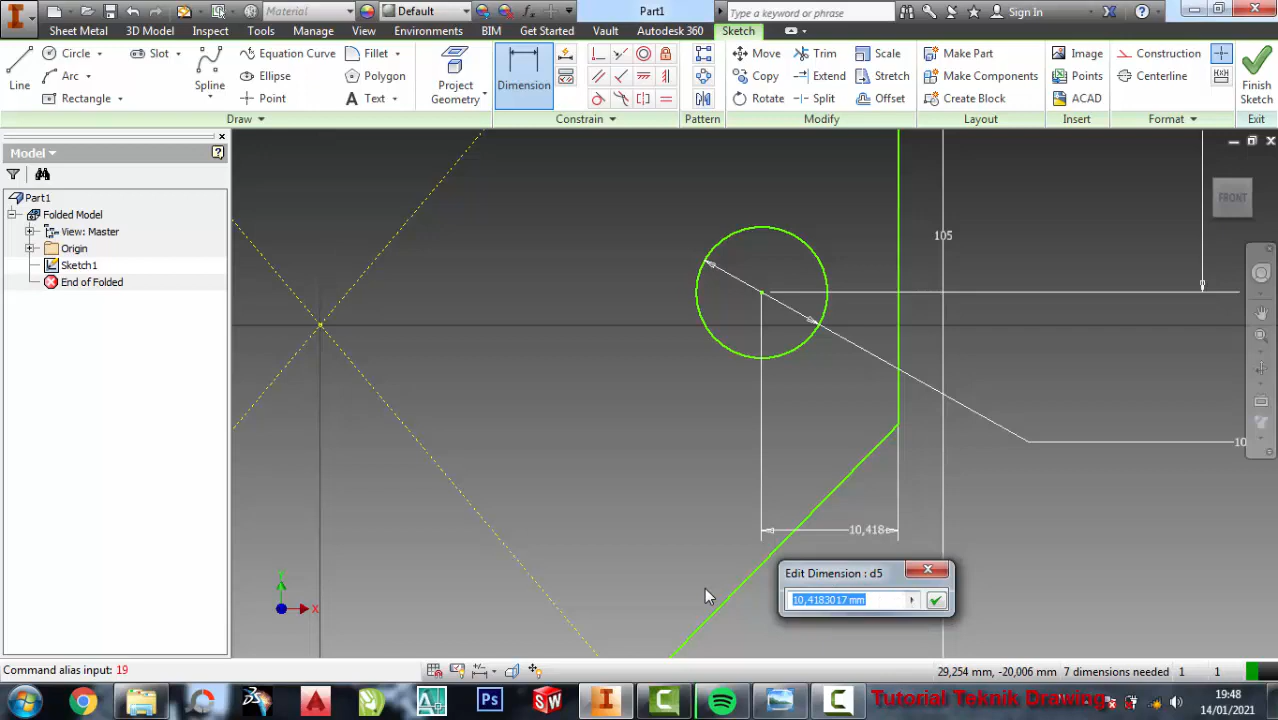 Material
Default
fx
Part1
Type a keyword or phrase
Sign In
Sheet Metal
3D Model
Inspect
Tools
Manage
View
Environments
BIM
Get Started
Vault
Autodesk 360
Sketch
Line
Circle
Arc
Rectangle
Slot
Spline
Equation Curve
Ellipse
Point
Fillet
Polygon
Text
Project
Geometry
Dimension
Move
Copy
Rotate
Trim
Extend
Split
Scale
Stretch
Offset
Make Part
Make Components
Create Block
Image
Points
ACAD
Construction
Centerline
Finish
Sketch
Draw
Constrain
Pattern
Modify
Layout
Insert
Format
Exit
Model
Part1
Folded Model
View: Master
Origin
Sketch1
End of Folded
FRONT
105
10
10,418
Edit Dimension : d5
10,4183017 mm
Y
X
Command alias input: 19
29,254 mm, -20,006 mm
7 dimensions needed
1
1
Ps
SW
Tutorial Teknik Drawing
19:48
14/01/2021